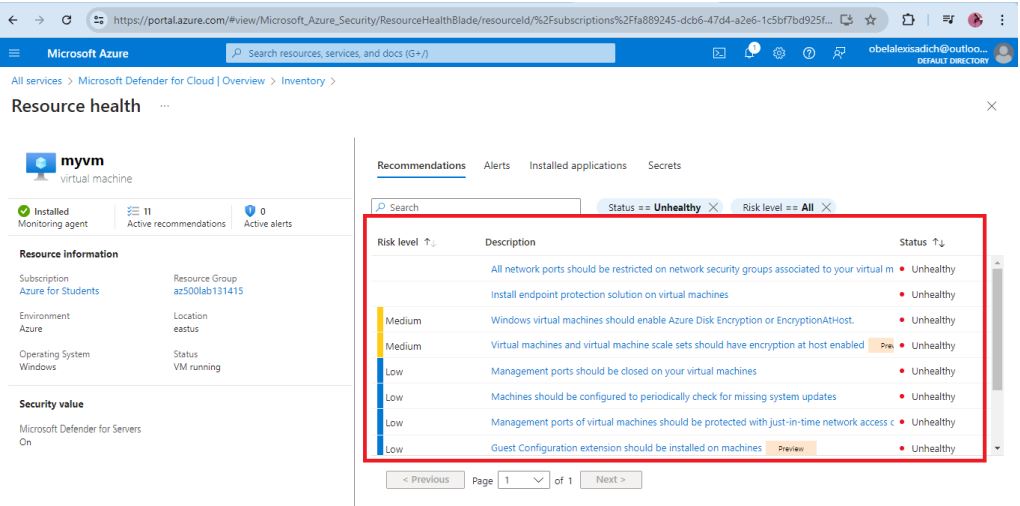 https://portal.azure.com/#view/Microsoft_Azure_Security/ResourceHealthBlade/resourceId/%2Fsubscriptions%2Ffa889245-dcb6-47d4-a2e6-1c5bf7bd925f...
Microsoft Azure
Search resources, services, and docs (G+/)
1
obelalexisadich@outloo...
DEFAULT DIRECTORY
All services > Microsoft Defender for Cloud | Overview > Inventory >
Resource health ...
myvm
virtual machine
Installed
Monitoring agent
11
Active recommendations
0
Active alerts
Resource information
Subscription
Azure for Students
Resource Group
az500lab131415
Environment
Azure
Location
eastus
Operating System
Windows
Status
VM running
Security value
Microsoft Defender for Servers
On
Recommendations Alerts Installed applications Secrets
Search
Status == Unhealthy
Risk level == All
Risk level ↑↓ Description Status ↑↓
All network ports should be restricted on network security groups associated to your virtual m Unhealthy
Install endpoint protection solution on virtual machines Unhealthy
Medium Windows virtual machines should enable Azure Disk Encryption or EncryptionAtHost. Unhealthy
Medium Virtual machines and virtual machine scale sets should have encryption at host enabled Prev Unhealthy
Low Management ports should be closed on your virtual machines Unhealthy
Low Machines should be configured to periodically check for missing system updates Unhealthy
Low Management ports of virtual machines should be protected with just-in-time network access c Unhealthy
Low Guest Configuration extension should be installed on machines Preview Unhealthy
< Previous Page 1 of 1 Next >